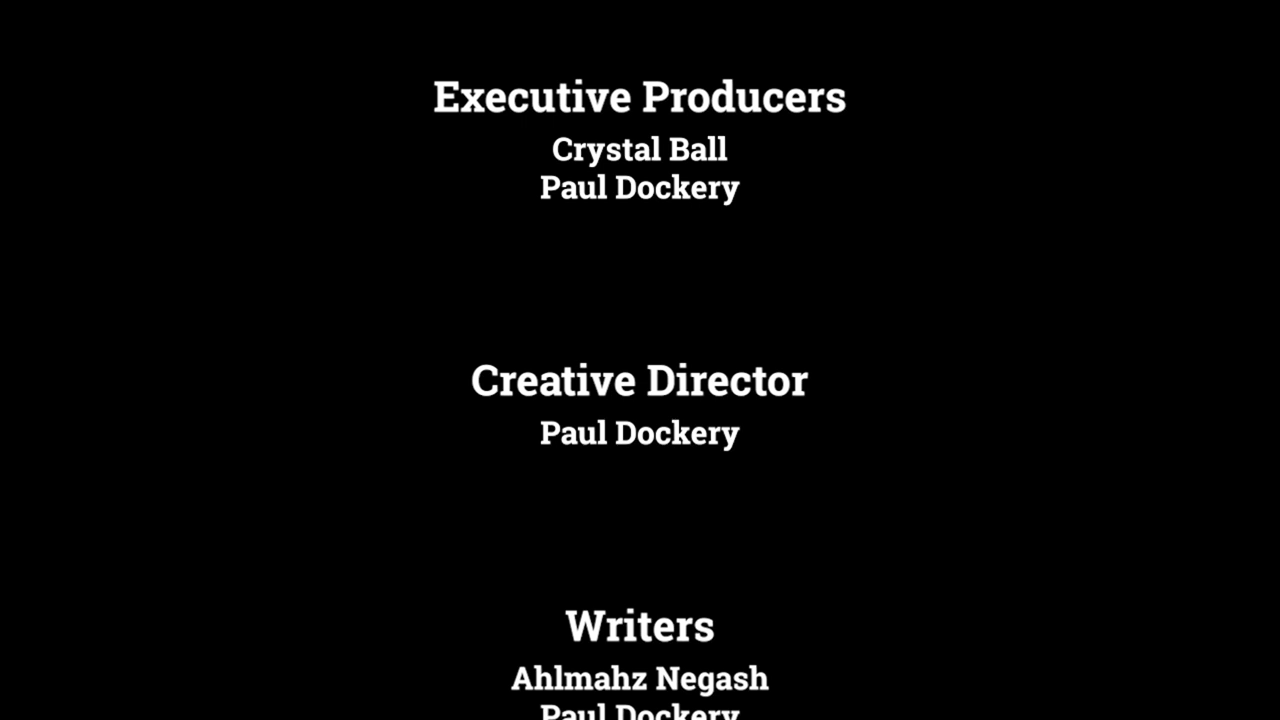 Executive Producers
Crystal Ball
Paul Dockery
Creative Director
Paul Dockery
Writers
Ahlmahz Negash
Paul Dockery